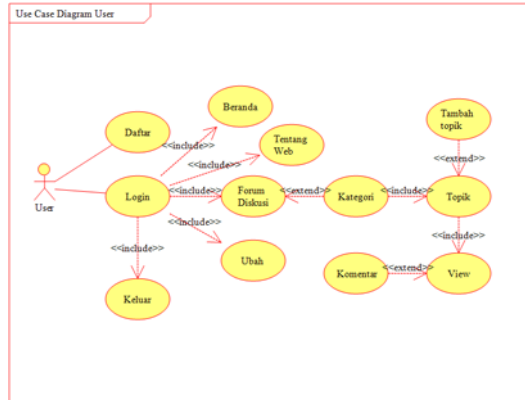 Use Case Diagram User
Beranda
Tambah
topik
Daftar
<<include>>
Tentang
Web
<<include>>
<<extend>>
User
Login
<<include>>
Forum
Diskusi
<<extend>>
Kategori
<<include>>
Topik
<<include>>
<<include>>
<<include>>
Ubah
Komentar
<<extend>>
View
Keluar